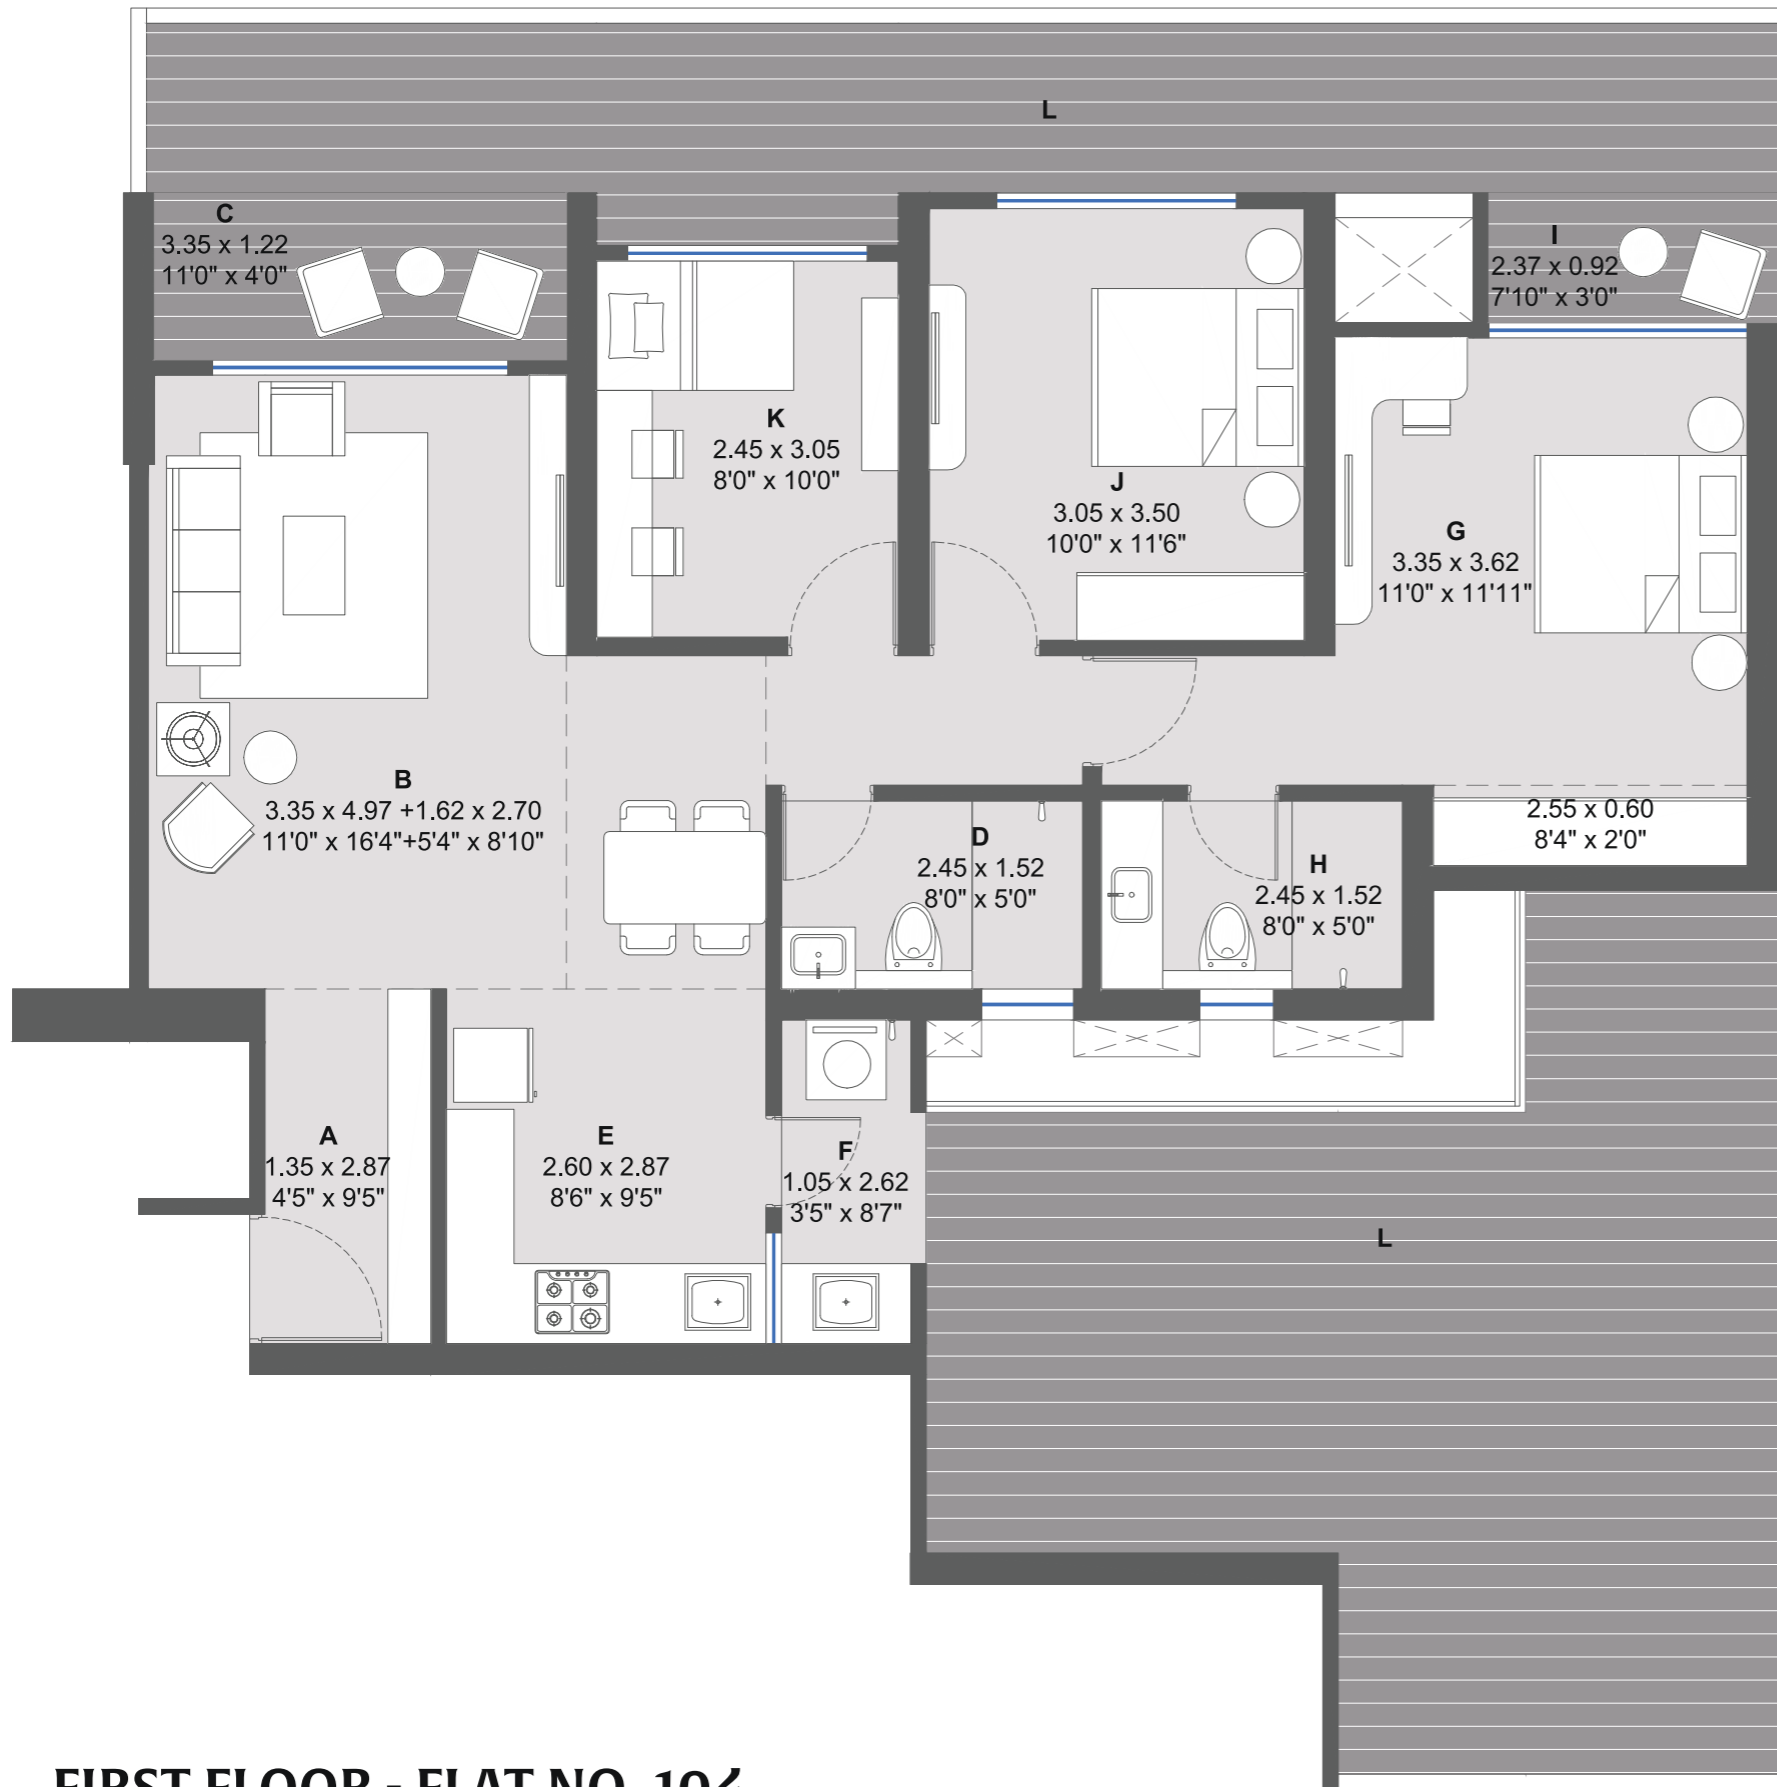 L
C
3.35 x 1.22
11'0" x 4'0"
I
2.37 x 0.92
7'10" x 3'0"
K
2.45 x 3.05
8'0" x 10'0"
J
3.05 x 3.50
10'0" x 11'6"
G
3.35 x 3.62
11'0" x 11'11"
B
3.35 x 4.97 +1.62 x 2.70
11'0" x 16'4"+5'4" x 8'10"
2.55 x 0.60
8'4" x 2'0"
D
2.45 x 1.52
8'0" x 5'0"
H
2.45 x 1.52
8'0" x 5'0"
A
1.35 x 2.87
4'5" x 9'5"
E
2.60 x 2.87
8'6" x 9'5"
F
1.05 x 2.62
3'5" x 8'7"
L
FIRST FLOOR - FLAT NO.